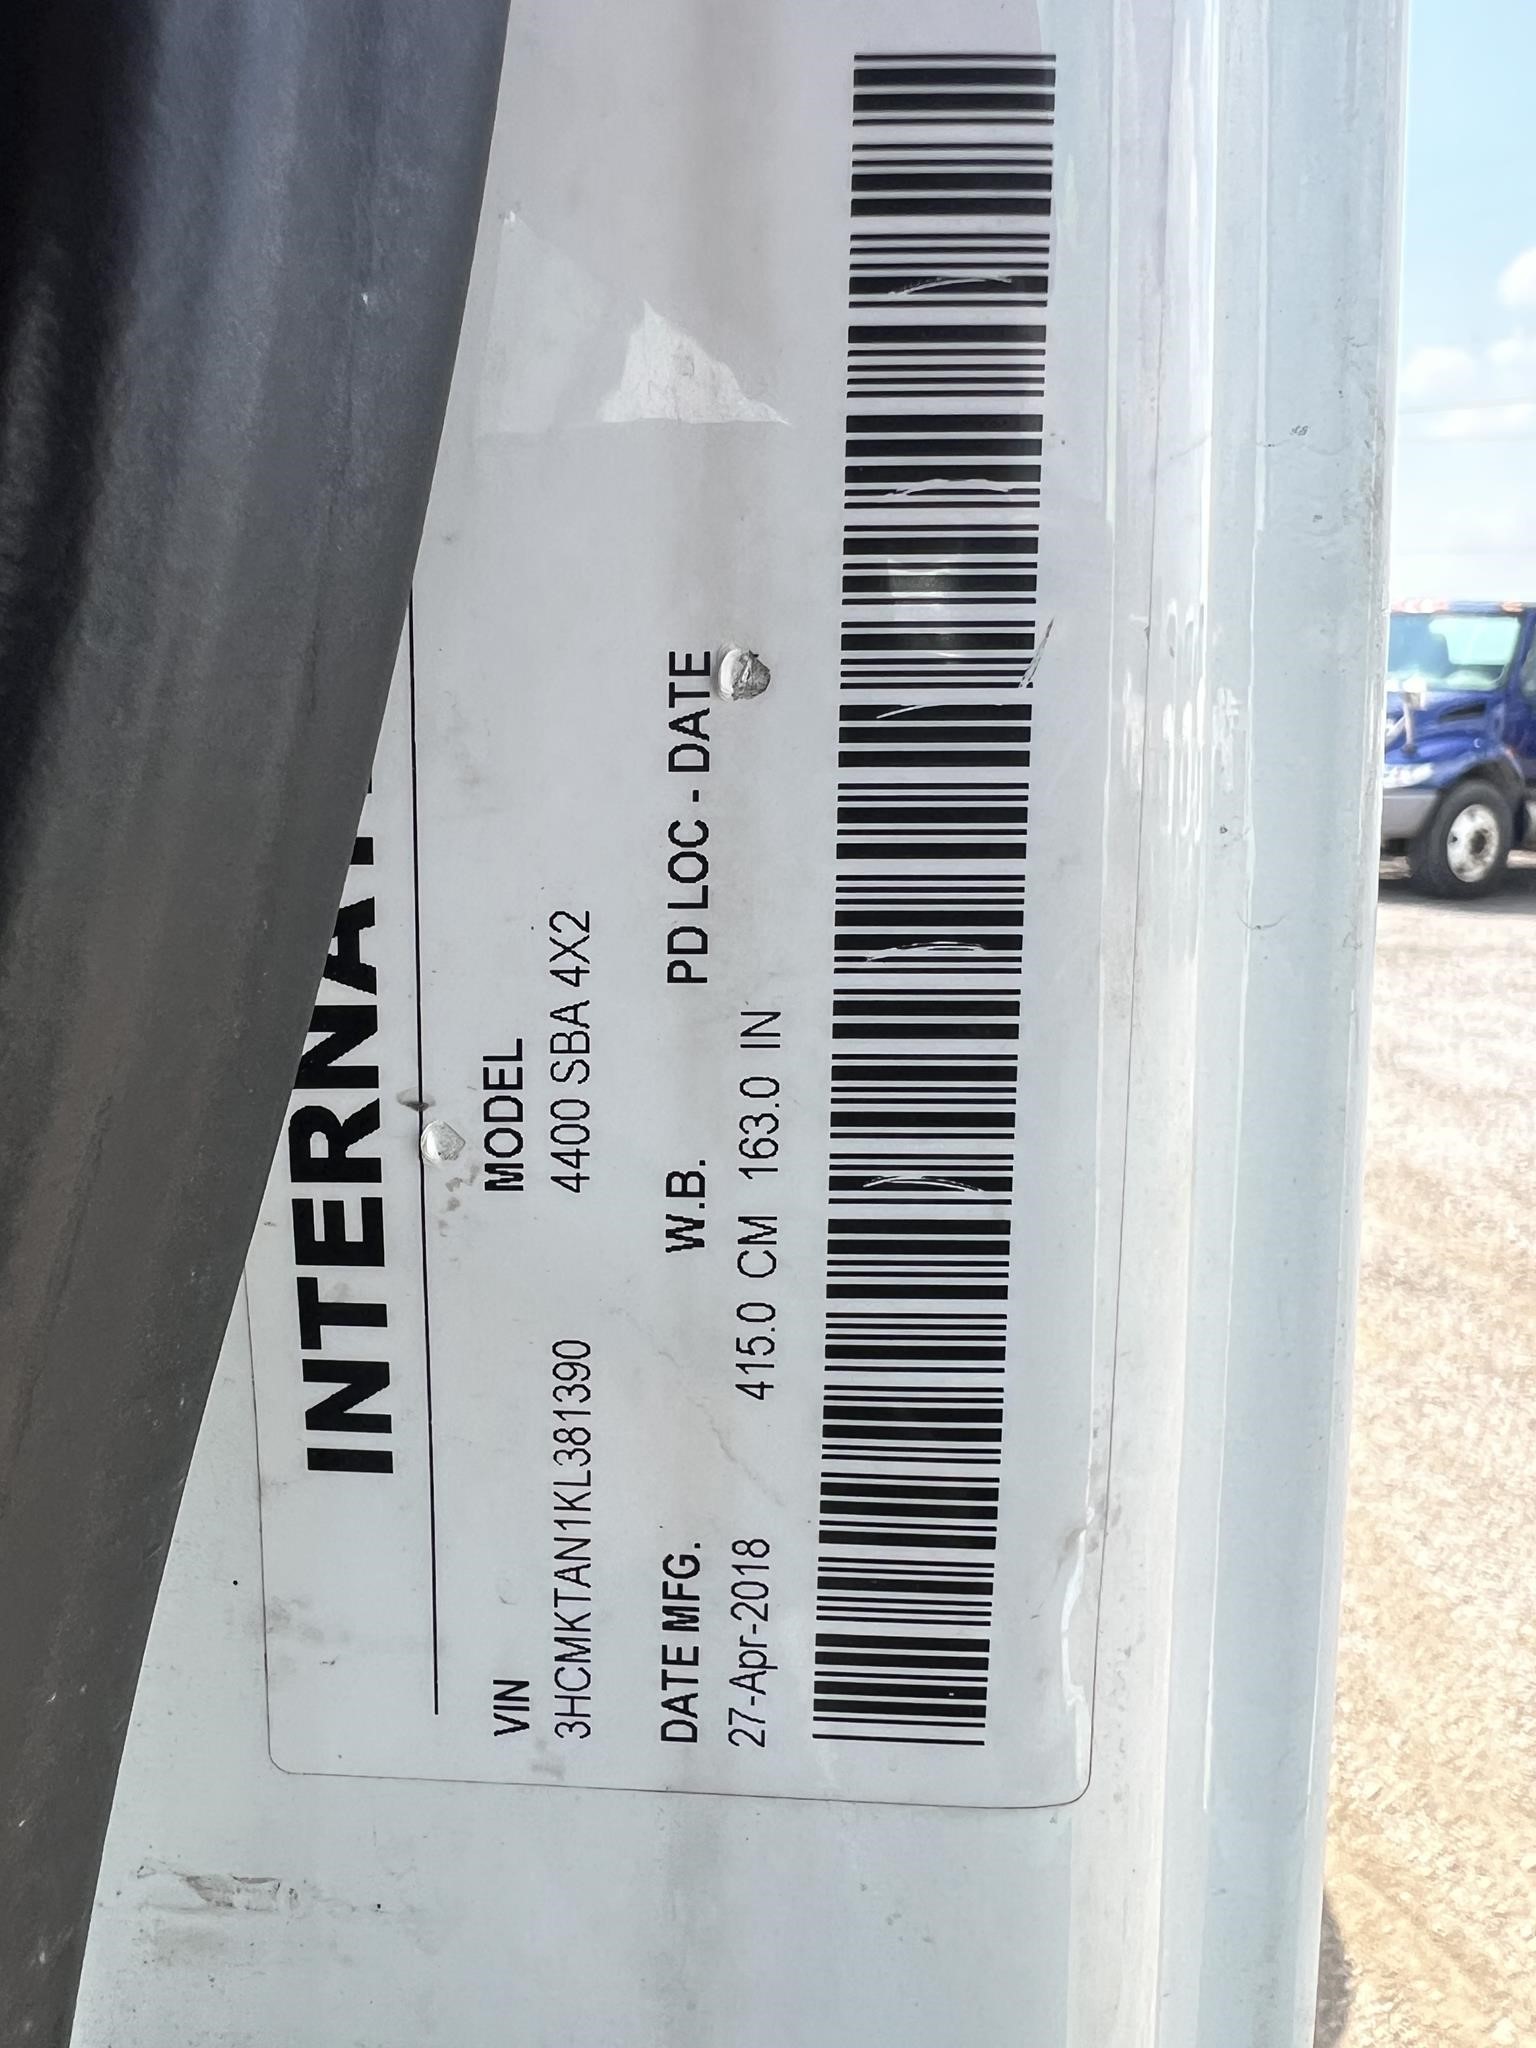 INTERNAT
VIN MODEL
3HCMKTAN1KL381390 4400 SBA 4X2
DATE MFG. W.B. PD LOC - DATE
27-Apr-2018 415.0 CM 163.0 IN